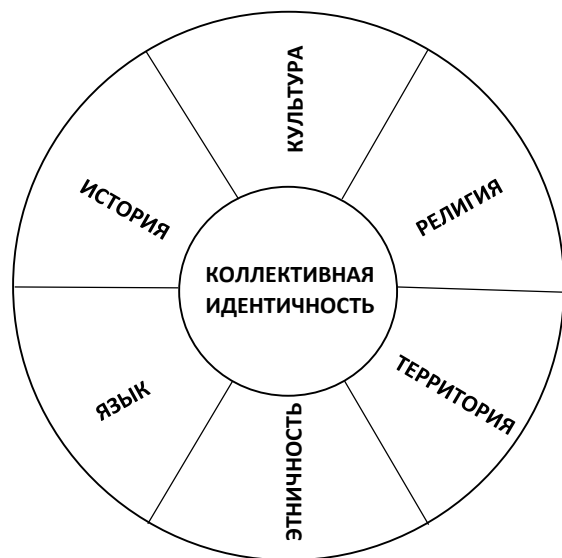 КУЛЬТУРА
ИСТОРИЯ
РЕЛИГИЯ
КОЛЛЕКТИВНАЯ
ИДЕНТИЧНОСТЬ
ЯЗЫК
ТЕРРИТОРИЯ
ЭТНИЧНОСТЬ